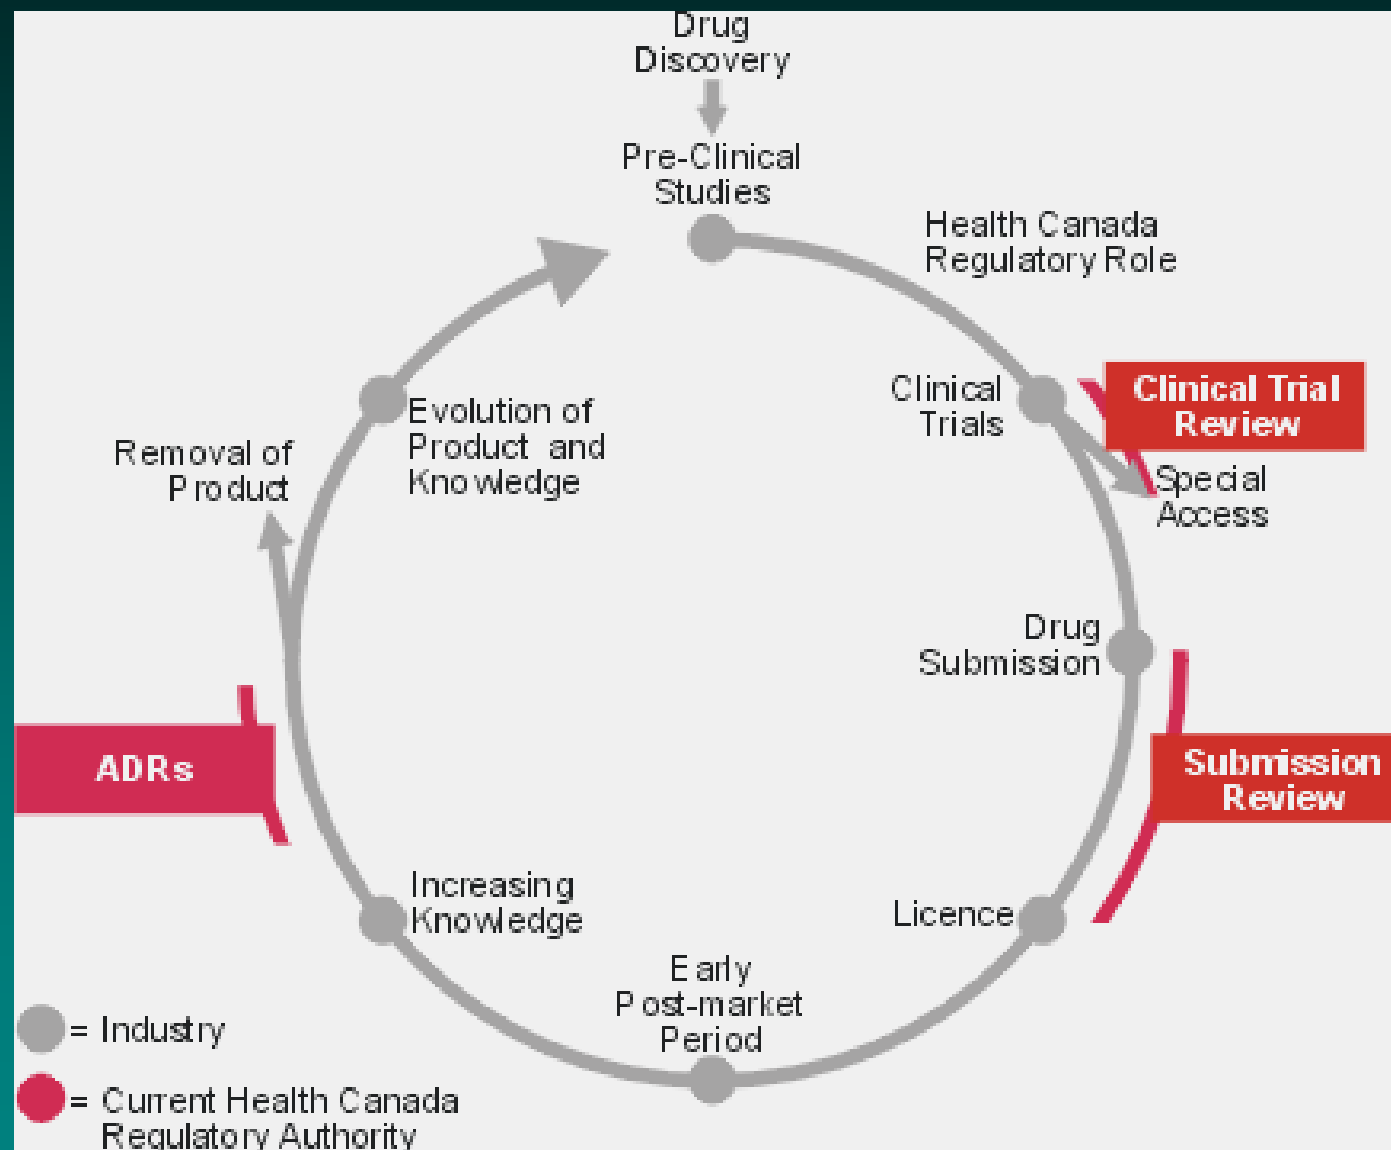 Drug
Discovery
Pre-Clinical
Studies
Health Canada
Regulatory Role
Clinical
Trials
Clinical Trial
Review
Special
Access
Evolution of
Product and
Knowledge
Removal of
Product
Drug
Submission
ADRs
Submission
Review
Increasing
Knowledge
Licence
Early
Post-market
Period
= Industry
= Current Health Canada
Regulatory Authority